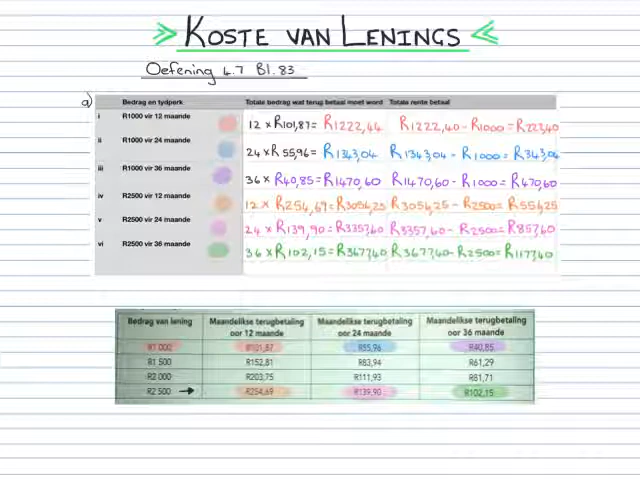 KOSTE VAN LENINGS
Oefening 4.7 Bl. 83
a)
Bedrag en tydperk Totale bedrag wat terug betaal moet word Totale rente betaal
i R1000 vir 12 maande 12 × R101,87 = R1222,44 R1222,40 - R1000 = R223,40
ii R1000 vir 24 maande 24 × R55,96 = R1343,04 R1343,04 - R1000 = R343,04
iii R1000 vir 36 maande 36 × R40,85 = R1470,60 R1470,60 - R1000 = R470,60
iv R2500 vir 12 maande 12 × R254,69 = R3056,25 R3056,25 - R2500 = R556,25
v R2500 vir 24 maande 24 × R139,90 = R3357,60 R3357,60 - R2500 = R857,60
vi R2500 vir 36 maande 36 × R102,15 = R3677,40 R3677,40 - R2500 = R1177,40
Bedrag van lening Maandelikse terugbetaling oor 12 maande Maandelikse terugbetaling oor 24 maande Maandelikse terugbetaling oor 36 maande
R1 000 R101,87 R55,96 R40,85
R1 500 R152,81 R83,94 R61,29
R2 000 R203,75 R111,93 R81,71
R2 500 → R254,69 R139,90 R102,15